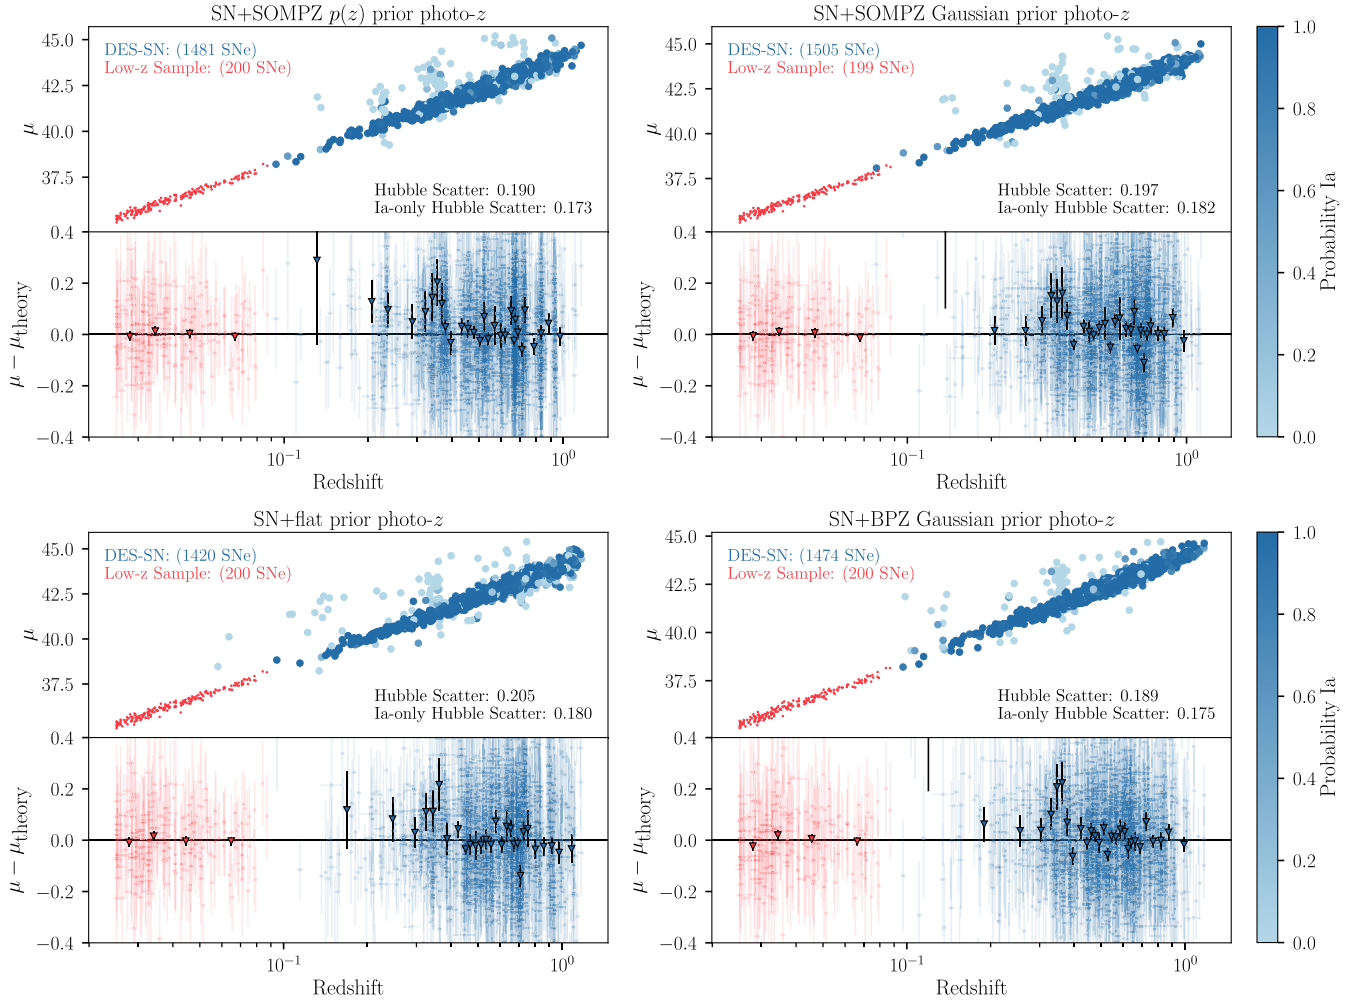 SN+SOMPZ p(z) prior photo-z
DES-SN: (1481 SNe)
Low-z Sample: (200 SNe)
Hubble Scatter: 0.190
Ia-only Hubble Scatter: 0.173
45.0
42.5
40.0
37.5
μ
0.4
0.2
0.0
−0.2
−0.4
μ − μtheory
10⁻¹
10⁰
Redshift
SN+SOMPZ Gaussian prior photo-z
DES-SN: (1505 SNe)
Low-z Sample: (199 SNe)
Hubble Scatter: 0.197
Ia-only Hubble Scatter: 0.182
45.0
42.5
40.0
37.5
μ
0.4
0.2
0.0
−0.2
−0.4
μ − μtheory
10⁻¹
10⁰
Redshift
1.0
0.8
0.6
0.4
0.2
0.0
Probability Ia
SN+flat prior photo-z
DES-SN: (1420 SNe)
Low-z Sample: (200 SNe)
Hubble Scatter: 0.205
Ia-only Hubble Scatter: 0.180
45.0
42.5
40.0
37.5
μ
0.4
0.2
0.0
−0.2
−0.4
μ − μtheory
10⁻¹
10⁰
Redshift
SN+BPZ Gaussian prior photo-z
DES-SN: (1474 SNe)
Low-z Sample: (200 SNe)
Hubble Scatter: 0.189
Ia-only Hubble Scatter: 0.175
45.0
42.5
40.0
37.5
μ
0.4
0.2
0.0
−0.2
−0.4
μ − μtheory
10⁻¹
10⁰
Redshift
1.0
0.8
0.6
0.4
0.2
0.0
Probability Ia